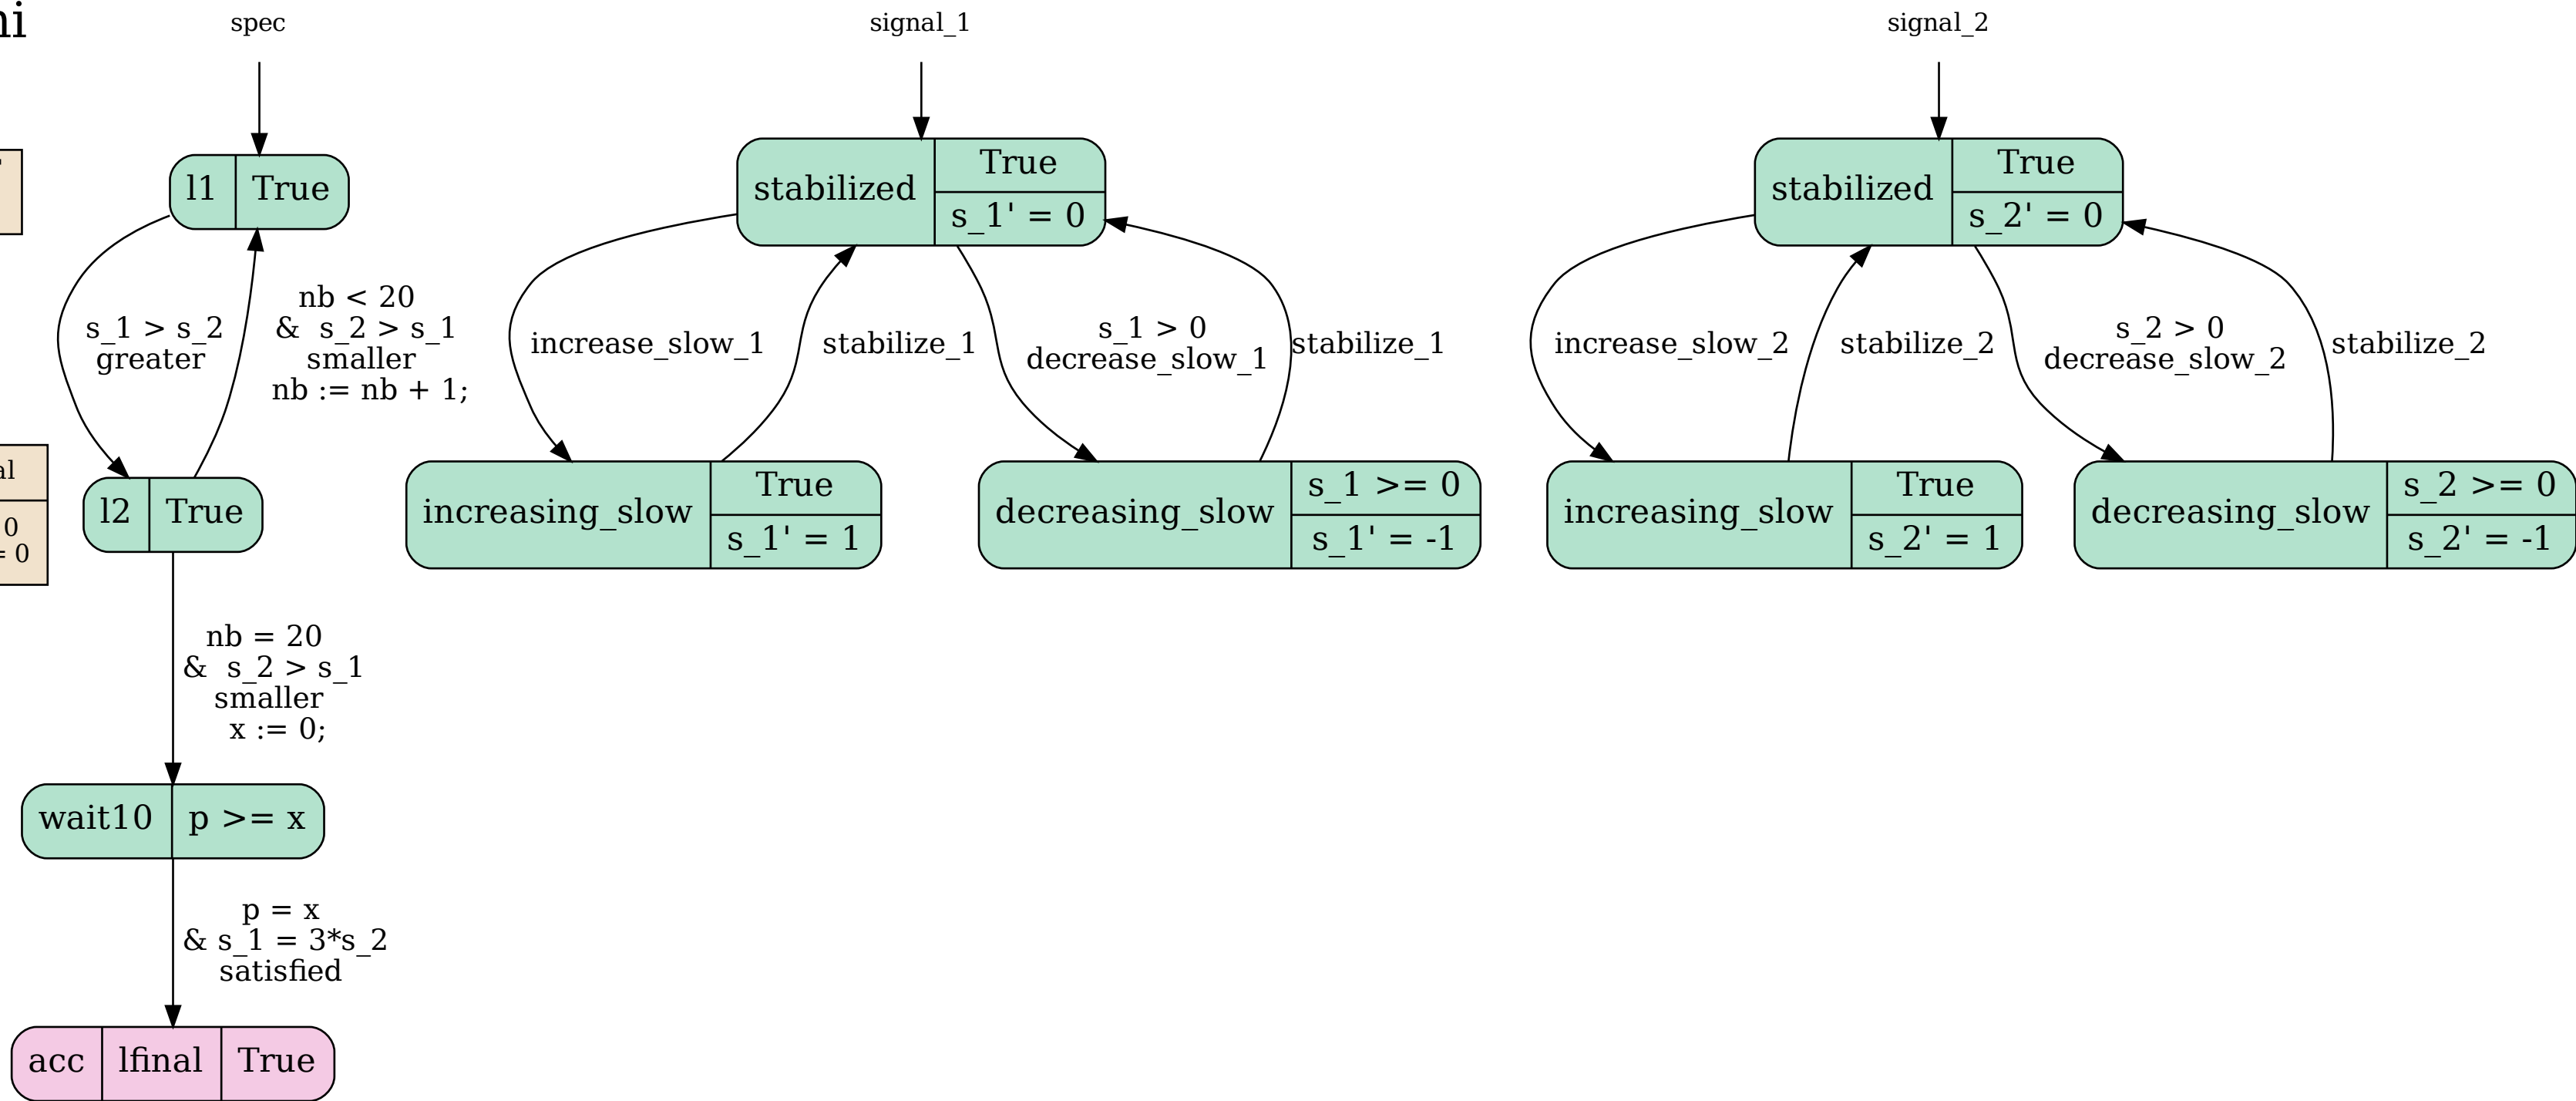 spec
signal_1
signal_2
l1 True
stabilized True
s_1' = 0
stabilized True
s_2' = 0
s_1 > s_2
greater
nb < 20
& s_2 > s_1
smaller
nb := nb + 1;
increase_slow_1
stabilize_1
s_1 > 0
decrease_slow_1
stabilize_1
increase_slow_2
stabilize_2
s_2 > 0
decrease_slow_2
stabilize_2
0
= 0
l2 True
increasing_slow True
s_1' = 1
decreasing_slow s_1 >= 0
s_1' = -1
increasing_slow True
s_2' = 1
decreasing_slow s_2 >= 0
s_2' = -1
nb = 20
& s_2 > s_1
smaller
x := 0;
wait10 p >= x
p = x
& s_1 = 3*s_2
satisfied
acc lfinal True